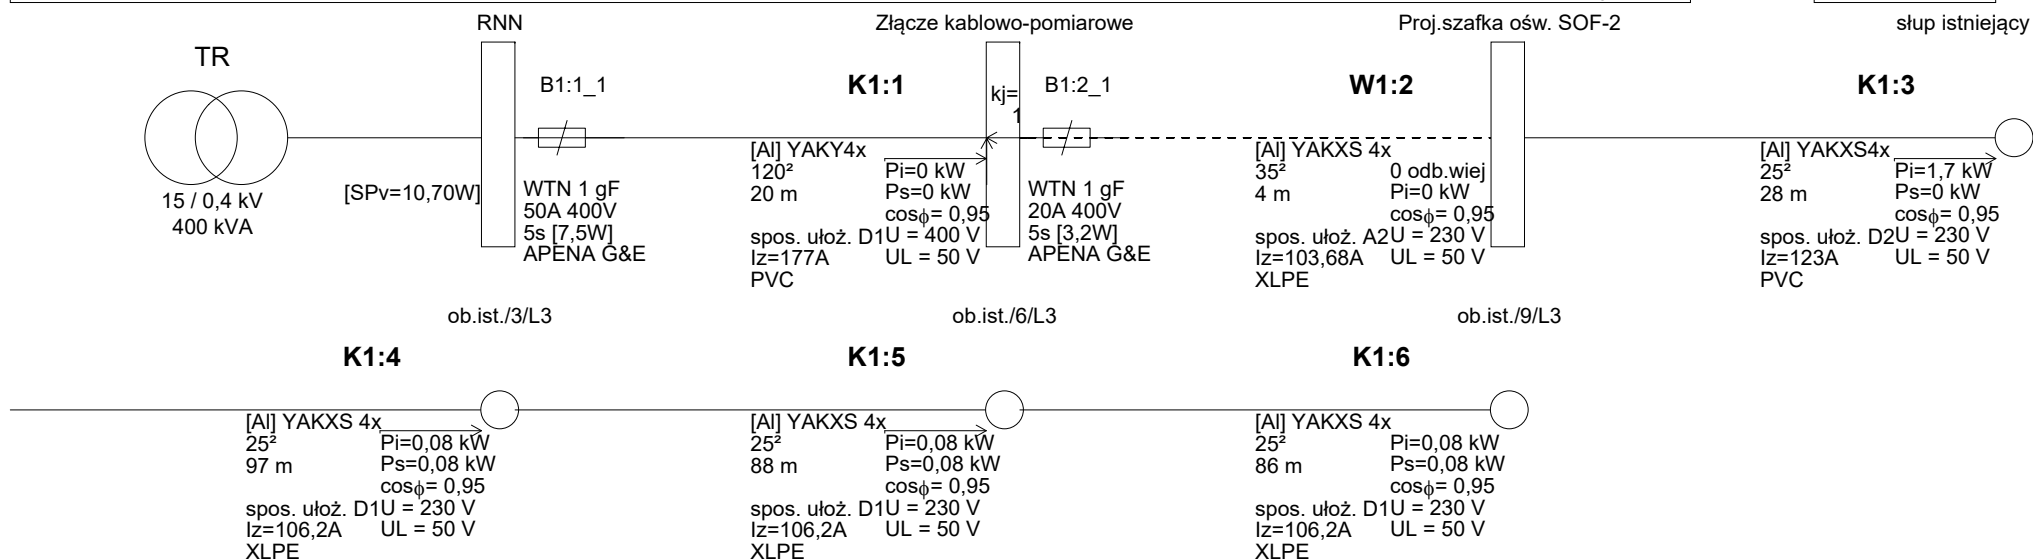 RNN
Złącze kablowo-pomiarowe
Proj.szafka ośw. SOF-2
słup istniejący
TR
B1:1_1
K1:1
kj=
1
B1:2_1
W1:2
K1:3
15 / 0,4 kV
400 kVA
[SPv=10,70W]
WTN 1 gF
50A 400V
5s [7,5W]
APENA G&E
[Al] YAKY4x
120²
20 m
spos. ułoż. D1
Iz=177A
PVC
Pi=0 kW
Ps=0 kW
cosϕ= 0,95
U = 400 V
UL = 50 V
WTN 1 gF
20A 400V
5s [3,2W]
APENA G&E
[Al] YAKXS 4x
35²
4 m
spos. ułoż. A2
Iz=103,68A
XLPE
0 odb.wiej
Pi=0 kW
cosϕ= 0,95
U = 230 V
UL = 50 V
[Al] YAKXS4x
25²
28 m
spos. ułoż. D2
Iz=123A
PVC
Pi=1,7 kW
Ps=0 kW
cosϕ= 0,95
U = 230 V
UL = 50 V
ob.ist./3/L3
ob.ist./6/L3
ob.ist./9/L3
K1:4
K1:5
K1:6
[Al] YAKXS 4x
25²
97 m
spos. ułoż. D1
Iz=106,2A
XLPE
Pi=0,08 kW
Ps=0,08 kW
cosϕ= 0,95
U = 230 V
UL = 50 V
[Al] YAKXS 4x
25²
88 m
spos. ułoż. D1
Iz=106,2A
XLPE
Pi=0,08 kW
Ps=0,08 kW
cosϕ= 0,95
U = 230 V
UL = 50 V
[Al] YAKXS 4x
25²
86 m
spos. ułoż. D1
Iz=106,2A
XLPE
Pi=0,08 kW
Ps=0,08 kW
cosϕ= 0,95
U = 230 V
UL = 50 V